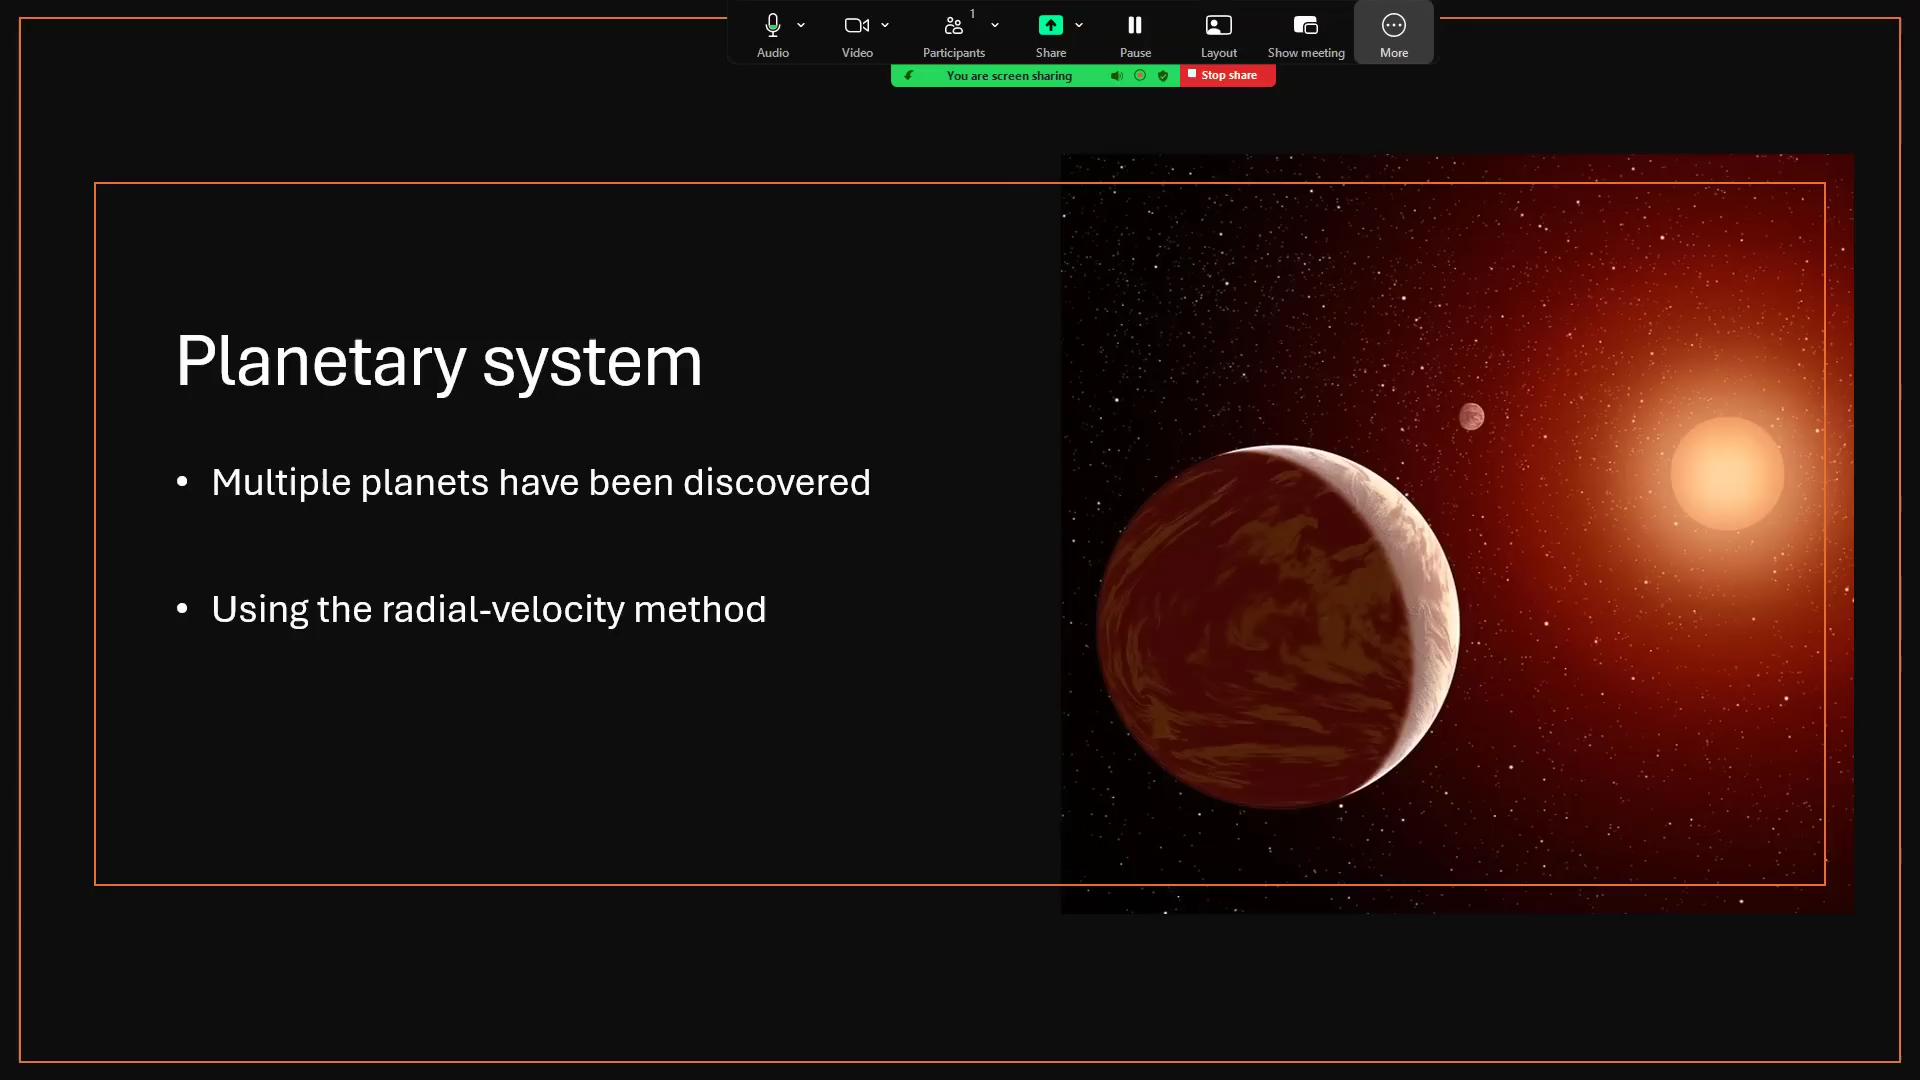 1
Audio Video Participants Share Pause Layout Show meeting More
You are screen sharing Stop share
Planetary system
• Multiple planets have been discovered
• Using the radial-velocity method